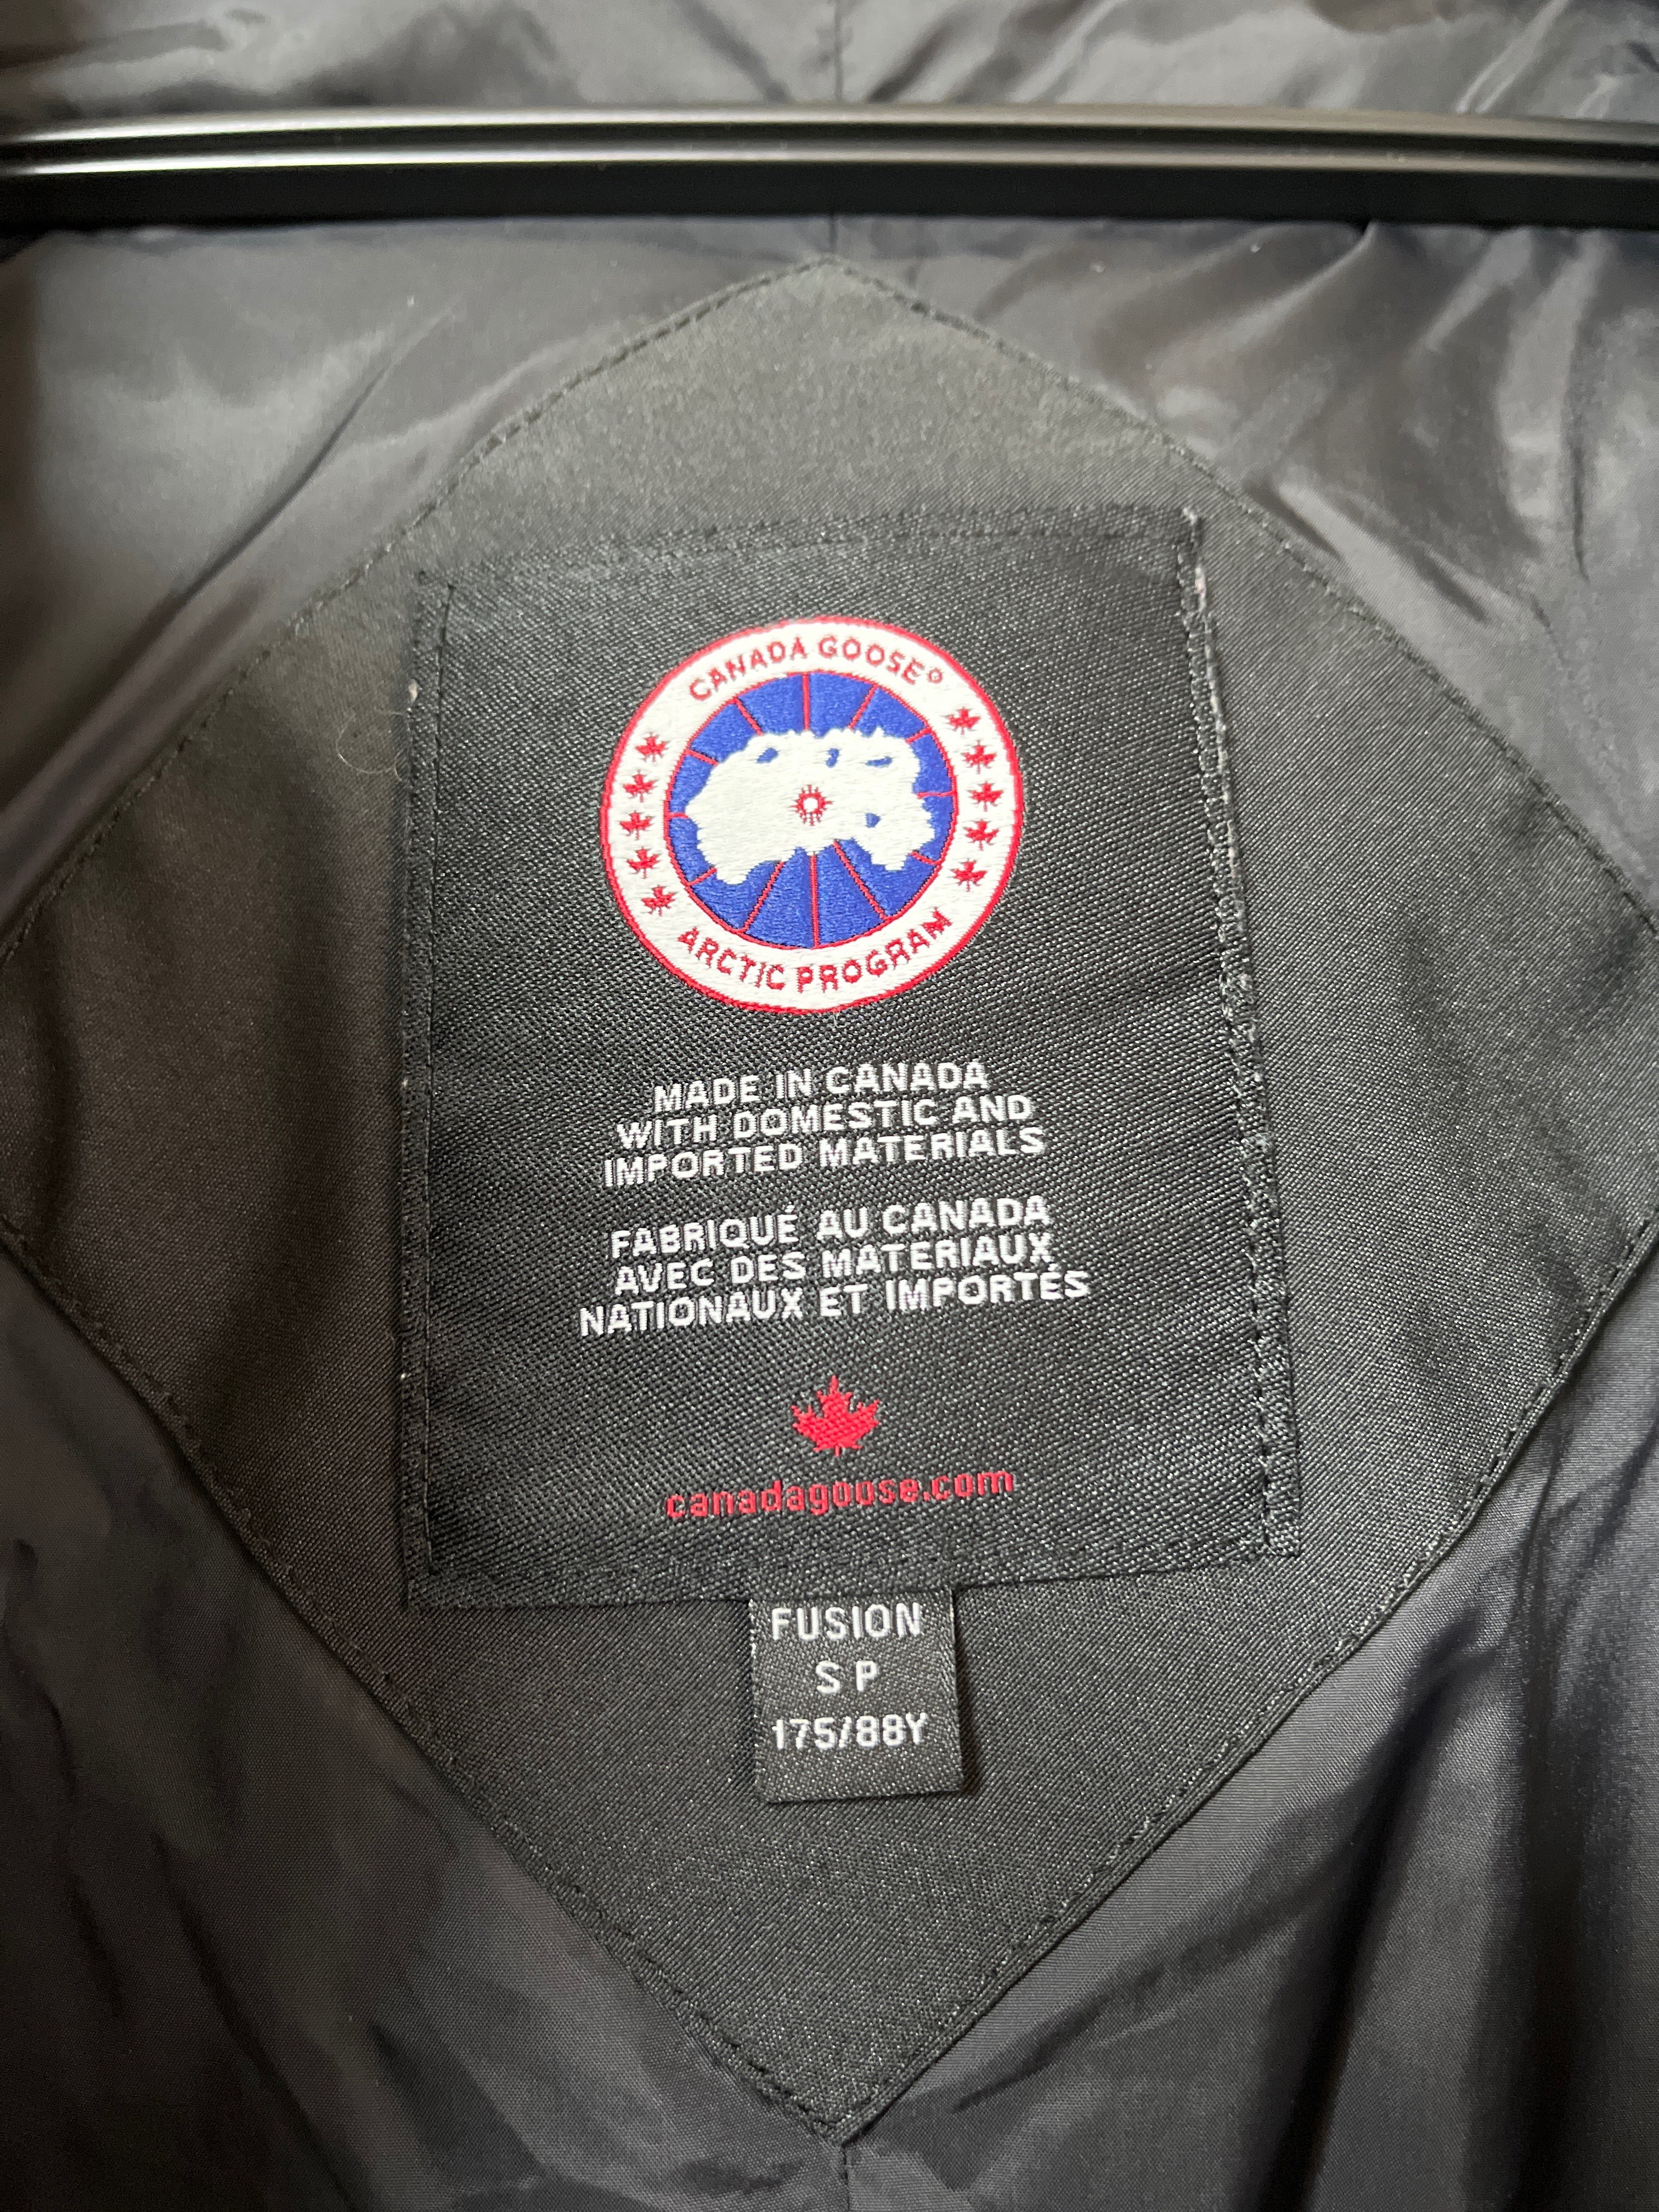 CANADA GOOSE®
ARCTIC PROGRAM
MADE IN CANADA
WITH DOMESTIC AND
IMPORTED MATERIALS
FABRIQUÉ AU CANADA
AVEC DES MATERIAUX
NATIONAUX ET IMPORTÉS
canadagoose.com
FUSION
S P
175/88Y